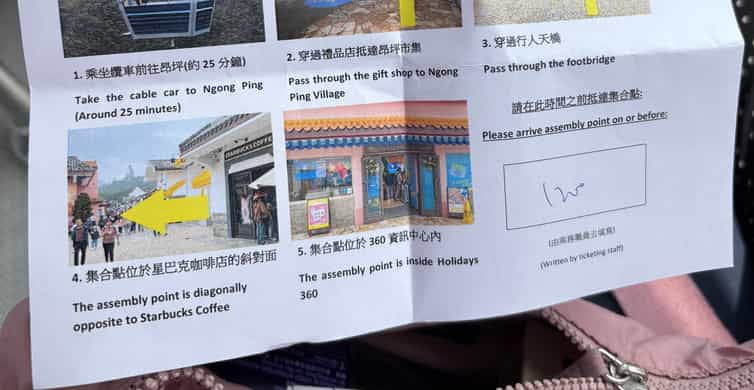 1. 乘坐纜車前往昂坪(約 25 分鐘)
Take the cable car to Ngong Ping
(Around 25 minutes)
2. 穿過禮品店抵達昂坪市集
Pass through the gift shop to Ngong
Ping Village
3. 穿過行人天橋
Pass through the footbridge
請在此時間之前抵達集合點:
Please arrive assembly point on or before:
(由票務職員去填寫)
(Written by ticketing staff)
STARBUCKS COFFEE
4. 集合點位於星巴克咖啡店的斜對面
The assembly point is diagonally
opposite to Starbucks Coffee
5. 集合點位於 360 資訊中心內
The assembly point is inside Holidays
360